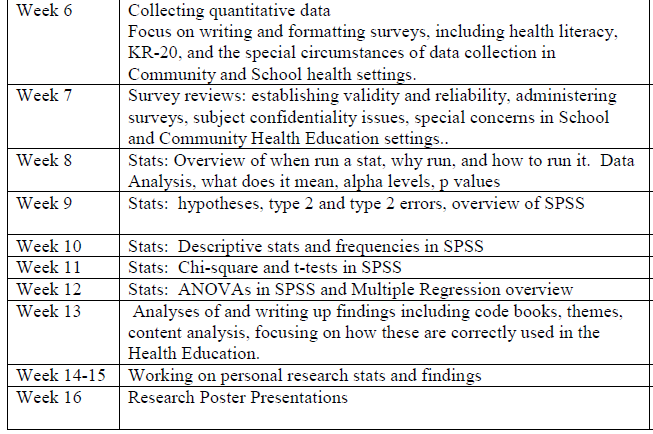 Week 6 Collecting quantitative data
Focus on writing and formatting surveys, including health literacy,
KR-20, and the special circumstances of data collection in
Community and School health settings.
Week 7 Survey reviews: establishing validity and reliability, administering
surveys, subject confidentiality issues, special concerns in School
and Community Health Education settings..
Week 8 Stats: Overview of when run a stat, why run, and how to run it. Data
Analysis, what does it mean, alpha levels, p values
Week 9 Stats: hypotheses, type 2 and type 2 errors, overview of SPSS
Week 10 Stats: Descriptive stats and frequencies in SPSS
Week 11 Stats: Chi-square and t-tests in SPSS
Week 12 Stats: ANOVAs in SPSS and Multiple Regression overview
Week 13 Analyses of and writing up findings including code books, themes,
content analysis, focusing on how these are correctly used in the
Health Education.
Week 14-15 Working on personal research stats and findings
Week 16 Research Poster Presentations